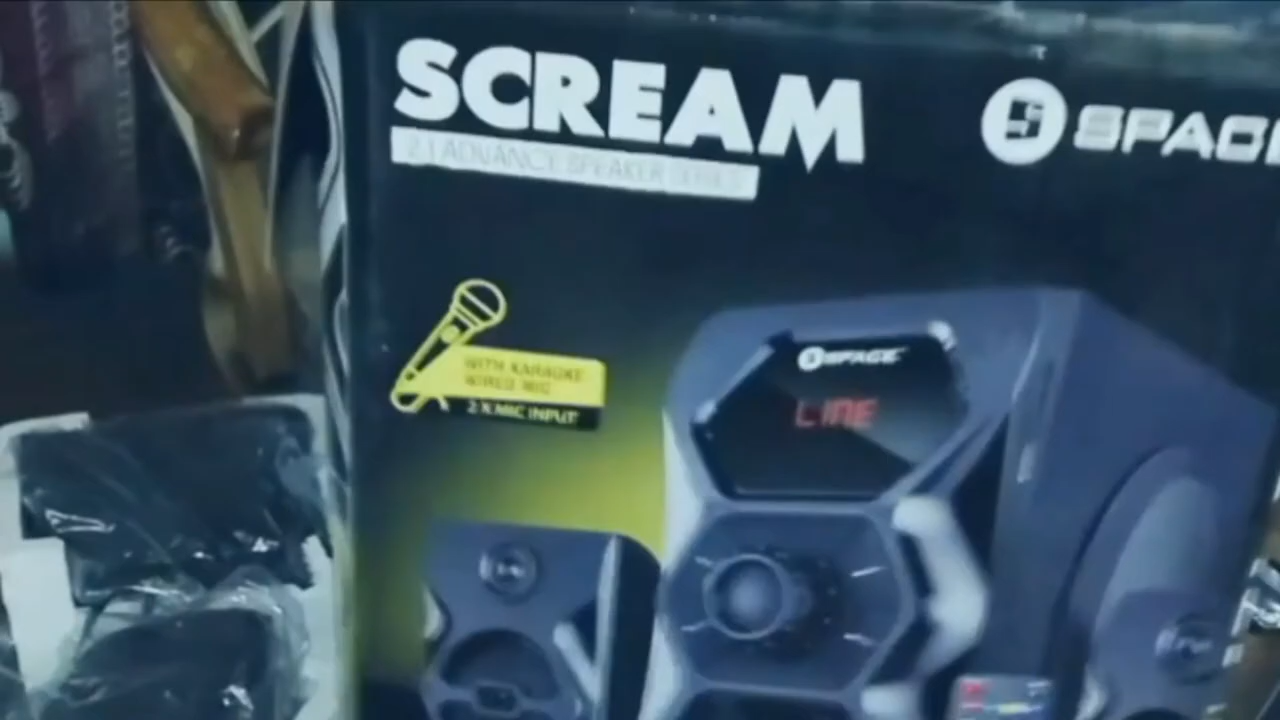 SCREAM
2.1 ADVANCE SPEAKER SERIES
SPACE
WITH KARAOKE
WIRED MIC
2 X MIC INPUT
SPACE
LINE